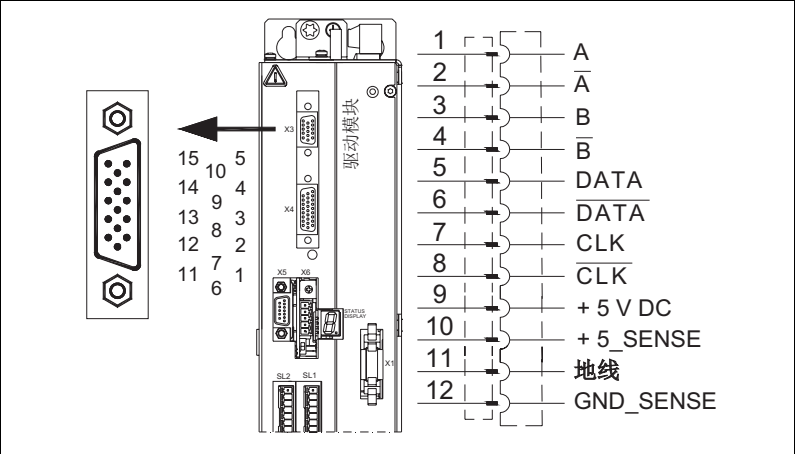 15 5
10
14 4
9
13 3
8
12 2
7
11 1
6
X3
驱动模块
X4
X5 X6
STATUS
DISPLAY
X1
SL2 SL1
1 A
2 A̅
3 B
4 B̅
5 DATA
6 D̅A̅T̅A̅
7 CLK
8 C̅L̅K̅
9 + 5 V DC
10 + 5_SENSE
11 地线
12 GND_SENSE